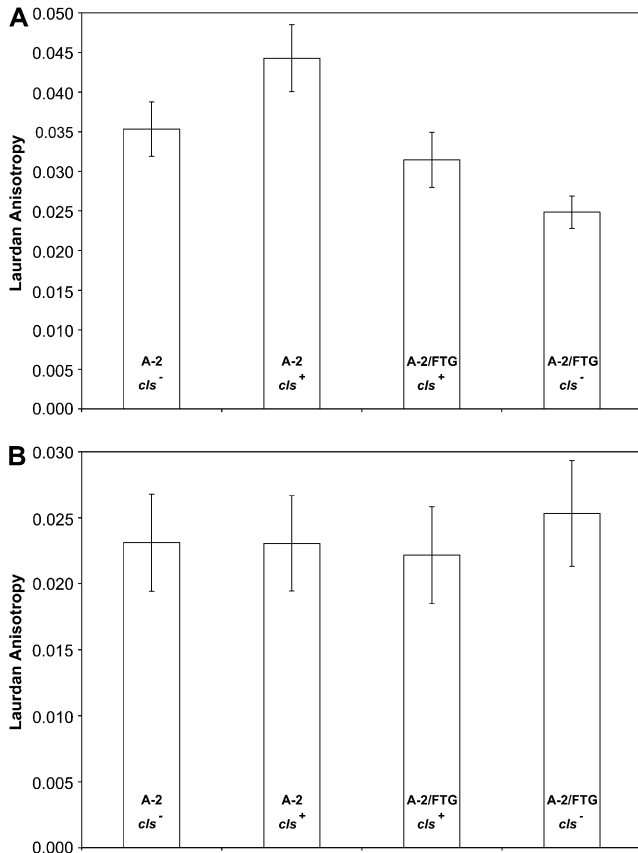 A
0.050
0.045
0.040
0.035
0.030
0.025
0.020
0.015
0.010
0.005
0.000
Laurdan Anisotropy
A-2
cls -
A-2
cls +
A-2/FTG
cls +
A-2/FTG
cls -
B
0.030
0.025
0.020
0.015
0.010
0.005
0.000
Laurdan Anisotropy
A-2
cls -
A-2
cls +
A-2/FTG
cls +
A-2/FTG
cls -